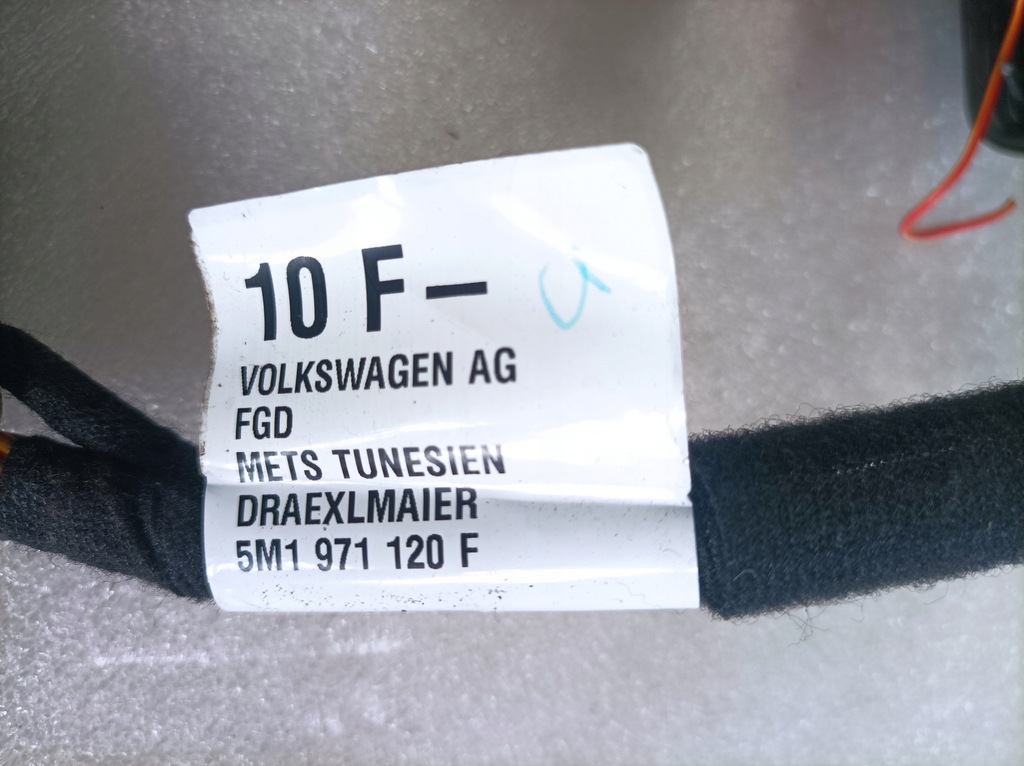 10 F –
VOLKSWAGEN AG
FGD
METS TUNESIEN
DRAEXLMAIER
5M1 971 120 F